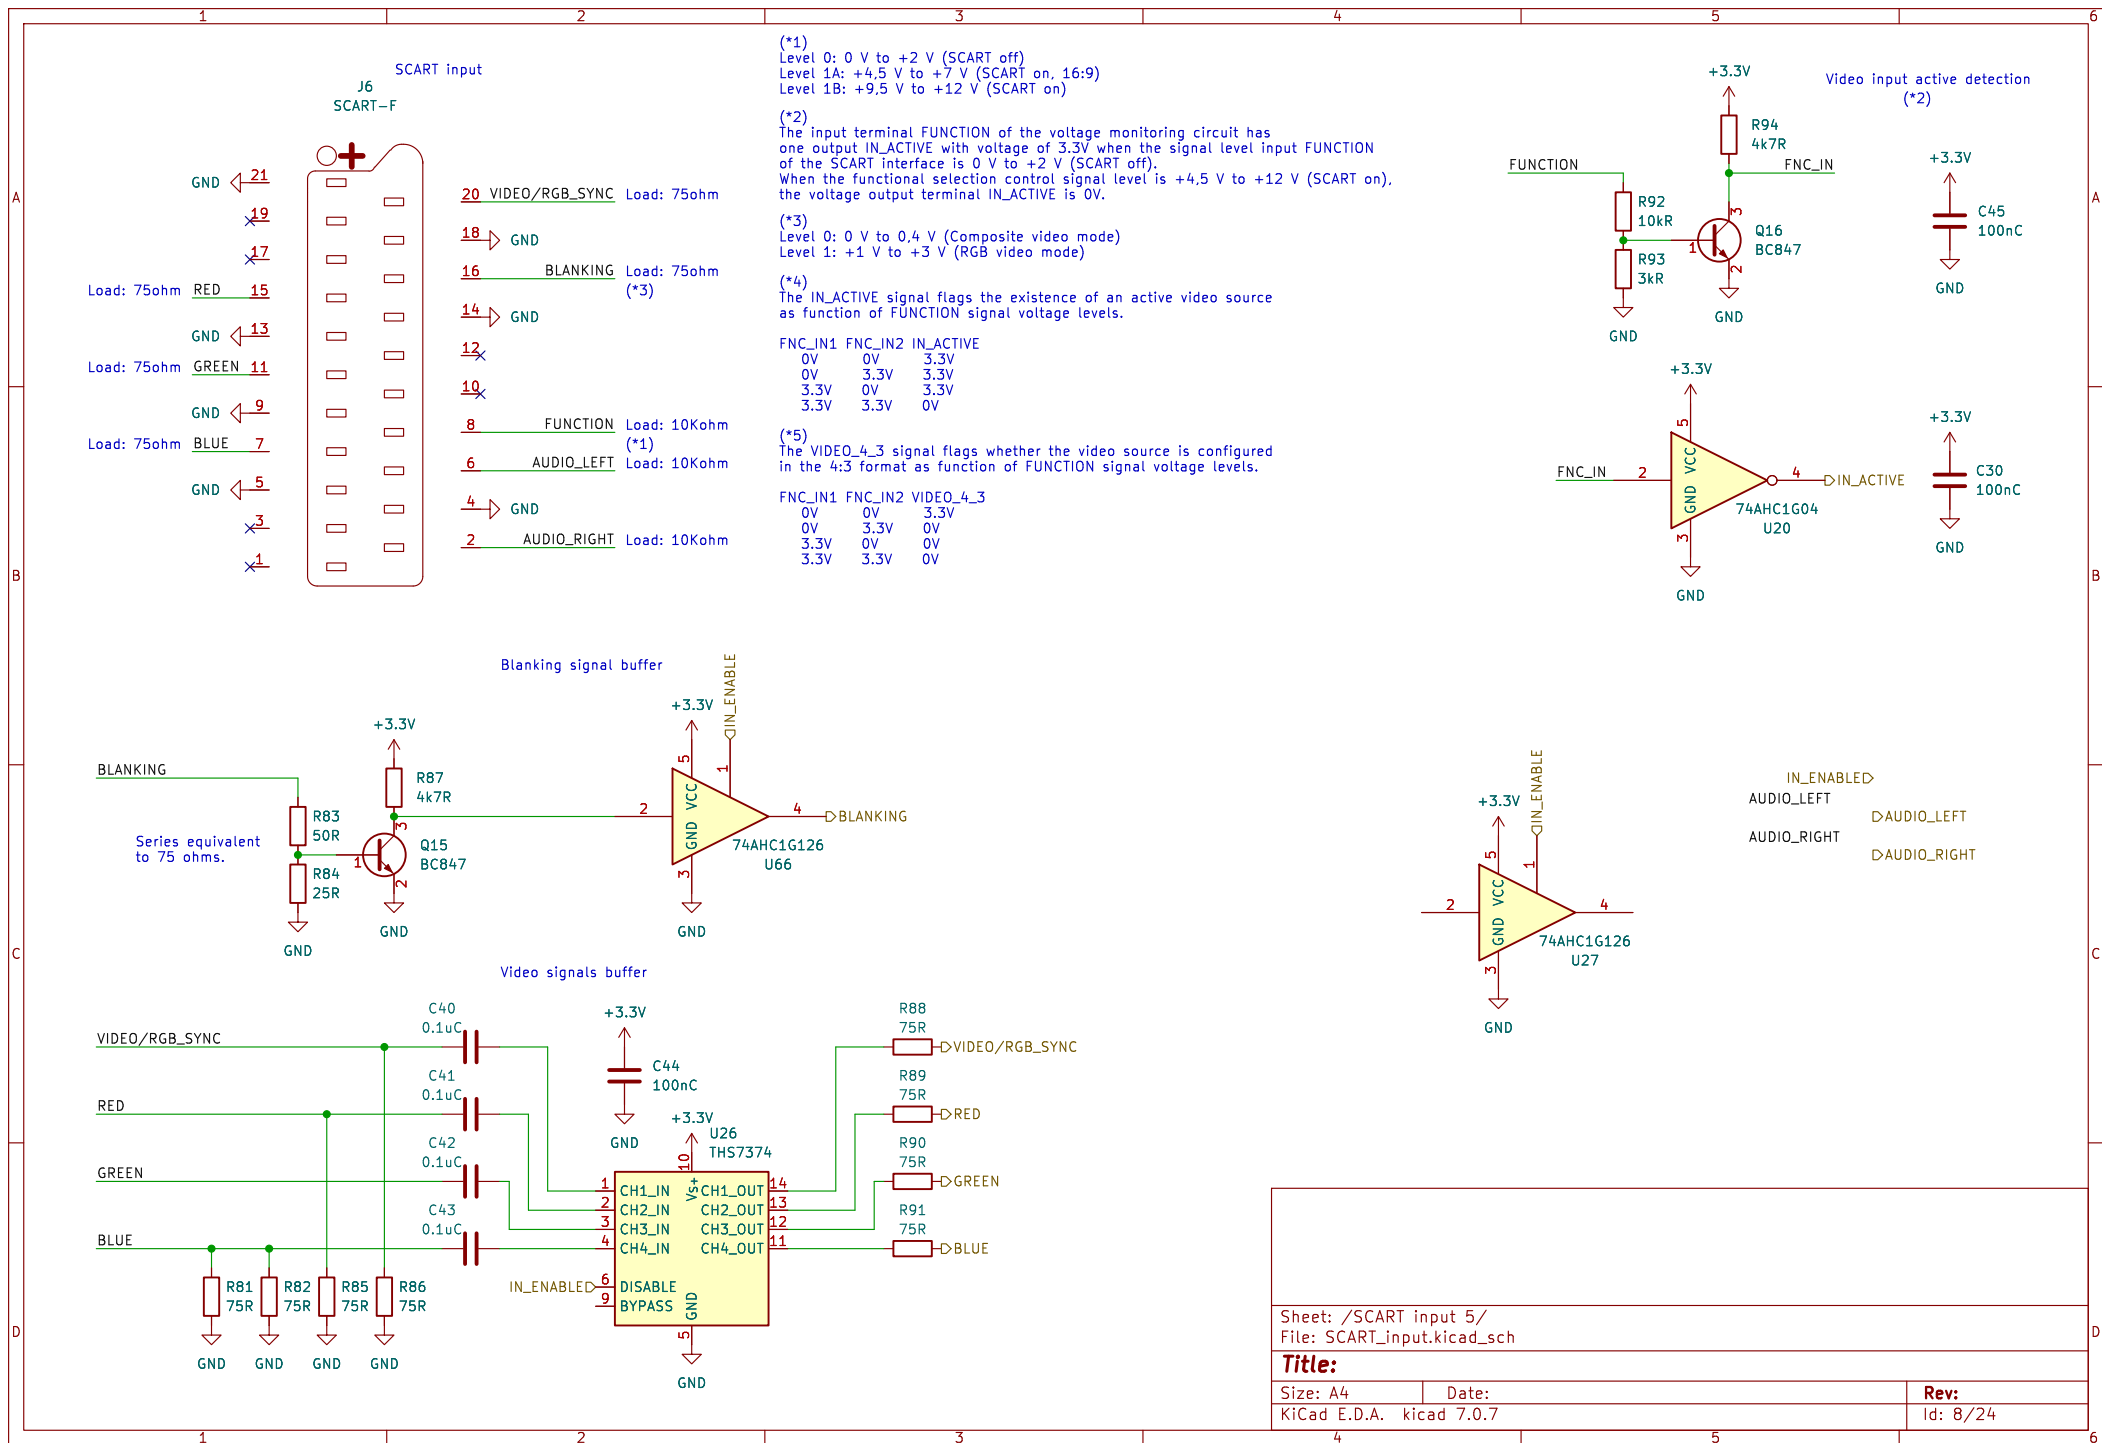 1 2 3 4 5 6
A
B
C
D
SCART input
J6
SCART-F
21
GND
19
17
Load: 75ohm RED 15
GND 13
Load: 75ohm GREEN 11
GND 9
Load: 75ohm BLUE 7
GND 5
3
1
20 VIDEO/RGB_SYNC Load: 75ohm
18 GND
16 BLANKING Load: 75ohm
(*3)
14 GND
12
10
8 FUNCTION Load: 10Kohm
(*1)
6 AUDIO_LEFT Load: 10Kohm
4 GND
2 AUDIO_RIGHT Load: 10Kohm
(*1)
Level 0: 0 V to +2 V (SCART off)
Level 1A: +4,5 V to +7 V (SCART on, 16:9)
Level 1B: +9,5 V to +12 V (SCART on)
(*2)
The input terminal FUNCTION of the voltage monitoring circuit has
one output IN_ACTIVE with voltage of 3.3V when the signal level input FUNCTION
of the SCART interface is 0 V to +2 V (SCART off).
When the functional selection control signal level is +4,5 V to +12 V (SCART on),
the voltage output terminal IN_ACTIVE is 0V.
(*3)
Level 0: 0 V to 0,4 V (Composite video mode)
Level 1: +1 V to +3 V (RGB video mode)
(*4)
The IN_ACTIVE signal flags the existence of an active video source
as function of FUNCTION signal voltage levels.
FNC_IN1 FNC_IN2 IN_ACTIVE
0V 0V 3.3V
0V 3.3V 3.3V
3.3V 0V 3.3V
3.3V 3.3V 0V
(*5)
The VIDEO_4_3 signal flags whether the video source is configured
in the 4:3 format as function of FUNCTION signal voltage levels.
FNC_IN1 FNC_IN2 VIDEO_4_3
0V 0V 3.3V
0V 3.3V 0V
3.3V 0V 0V
3.3V 3.3V 0V
Video input active detection
(*2)
+3.3V
R94
4k7R
FUNCTION
FNC_IN
R92
10kR
R93
3kR
GND
3
1
2
Q16
BC847
GND
+3.3V
C45
100nC
GND
+3.3V
5
VCC
FNC_IN 2
4 IN_ACTIVE
GND
3
74AHC1G04
U20
GND
+3.3V
C30
100nC
GND
Blanking signal buffer
BLANKING
Series equivalent
to 75 ohms.
R83
50R
R84
25R
GND
+3.3V
R87
4k7R
3
1
2
Q15
BC847
GND
+3.3V
IN_ENABLE
5
1
VCC
2
4 BLANKING
GND
3
74AHC1G126
U66
GND
+3.3V
IN_ENABLE
5
1
VCC
2
4
GND
3
74AHC1G126
U27
GND
IN_ENABLE
AUDIO_LEFT
AUDIO_LEFT
AUDIO_RIGHT
AUDIO_RIGHT
Video signals buffer
VIDEO/RGB_SYNC
RED
GREEN
BLUE
C40
0.1uC
C41
0.1uC
C42
0.1uC
C43
0.1uC
R81
75R
R82
75R
R85
75R
R86
75R
GND GND GND GND
+3.3V
C44
100nC
GND
+3.3V
U26
THS7374
10
Vs+
1 CH1_IN CH1_OUT 14
2 CH2_IN CH2_OUT 13
3 CH3_IN CH3_OUT 12
4 CH4_IN CH4_OUT 11
IN_ENABLE 6 DISABLE
9 BYPASS
GND
5
GND
R88
75R
VIDEO/RGB_SYNC
R89
75R
RED
R90
75R
GREEN
R91
75R
BLUE
Sheet: /SCART input 5/
File: SCART_input.kicad_sch
Title:
Size: A4 Date: Rev:
KiCad E.D.A. kicad 7.0.7 Id: 8/24
A
B
C
D
1 2 3 4 5 6